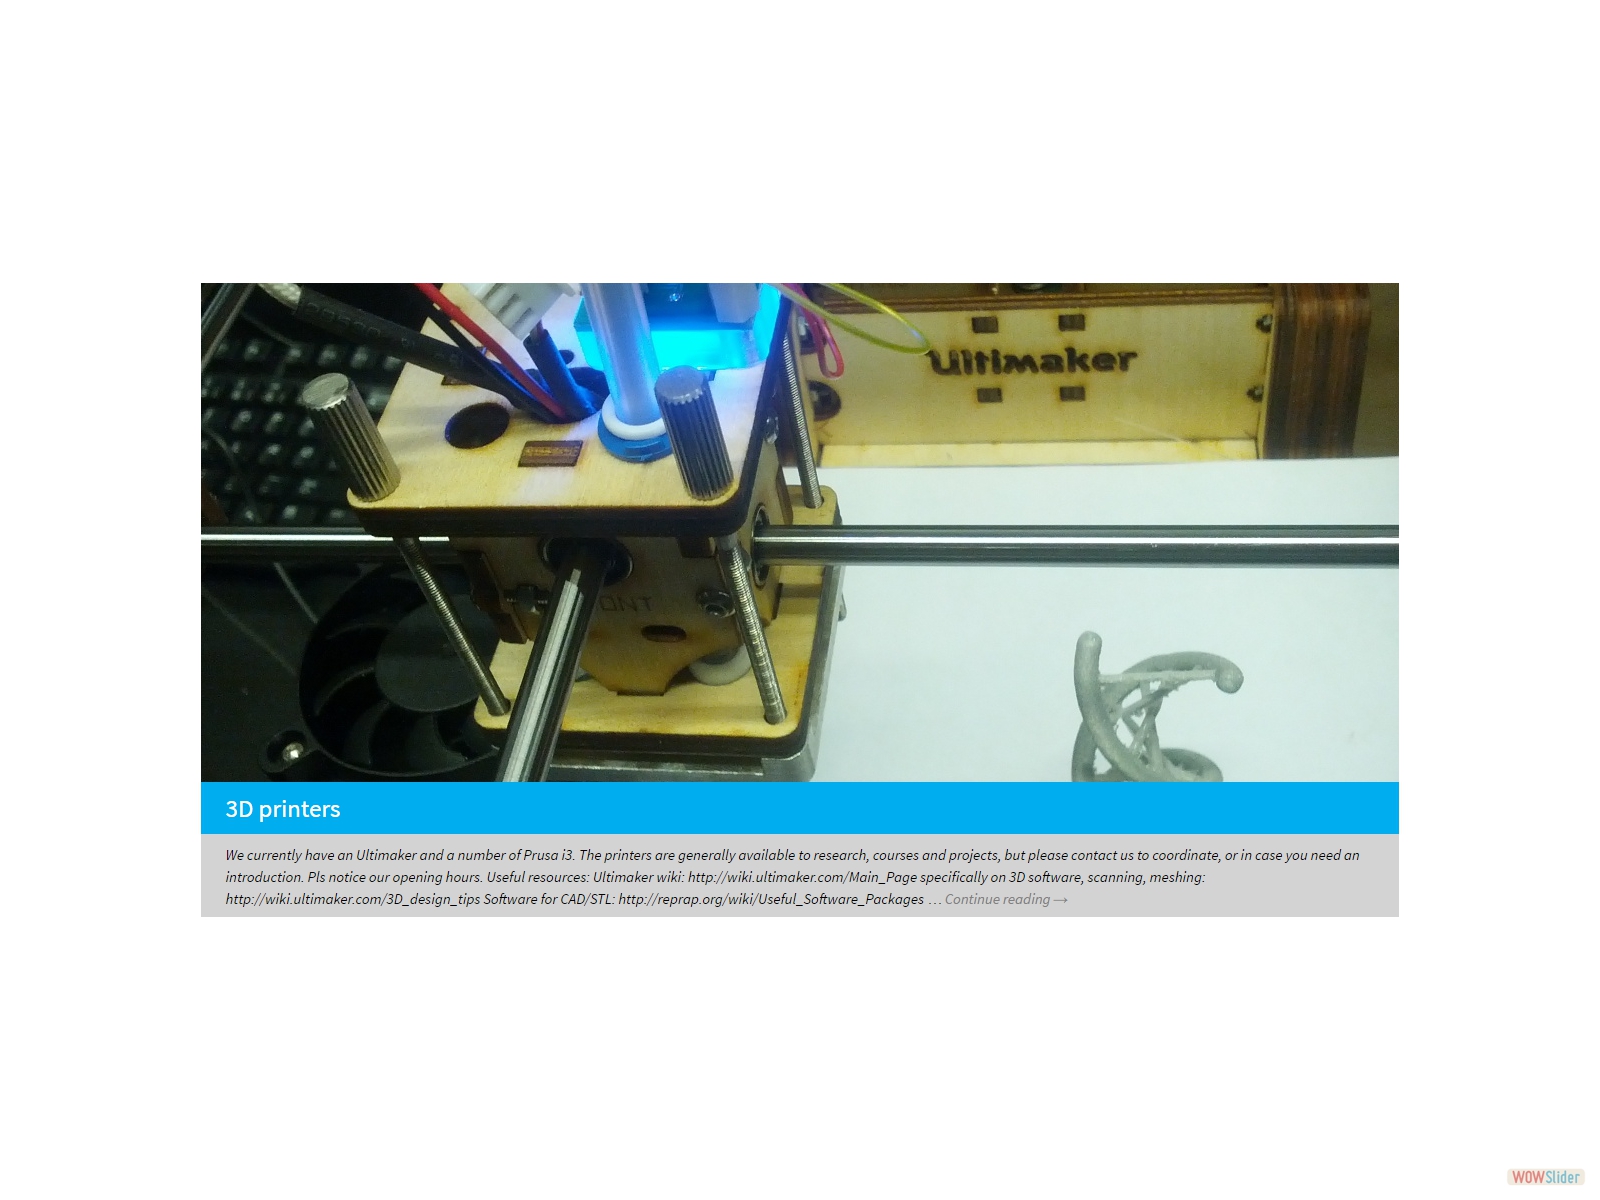 Ultimaker
ONT
3D printers
We currently have an Ultimaker and a number of Prusa i3. The printers are generally available to research, courses and projects, but please contact us to coordinate, or in case you need an
introduction. Pls notice our opening hours. Useful resources: Ultimaker wiki: http://wiki.ultimaker.com/Main_Page specifically on 3D software, scanning, meshing:
http://wiki.ultimaker.com/3D_design_tips Software for CAD/STL: http://reprap.org/wiki/Useful_Software_Packages … Continue reading →
WOWSlider